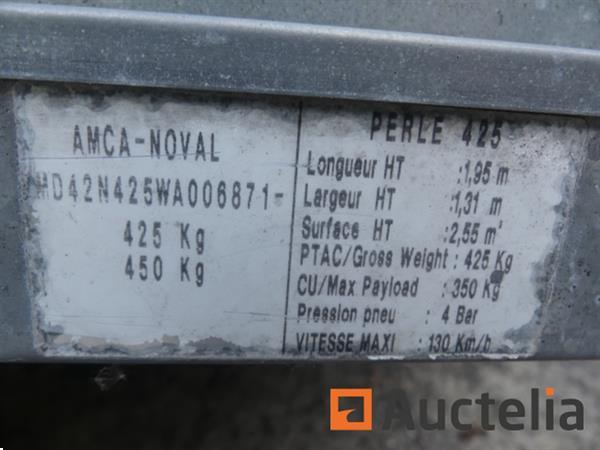 AMCA-NOVAL
MD42N425WA006871-
425 Kg
450 Kg
PERLE 425
Longueur HT :1,95 m
Largeur HT :1,31 m
Surface HT :2,55 m²
PTAC/Gross Weight : 425 Kg
CU/Max Payload : 350 Kg
Pression pneu : 4 Bar
VITESSE MAXI : 130 Km/h
Auctelia